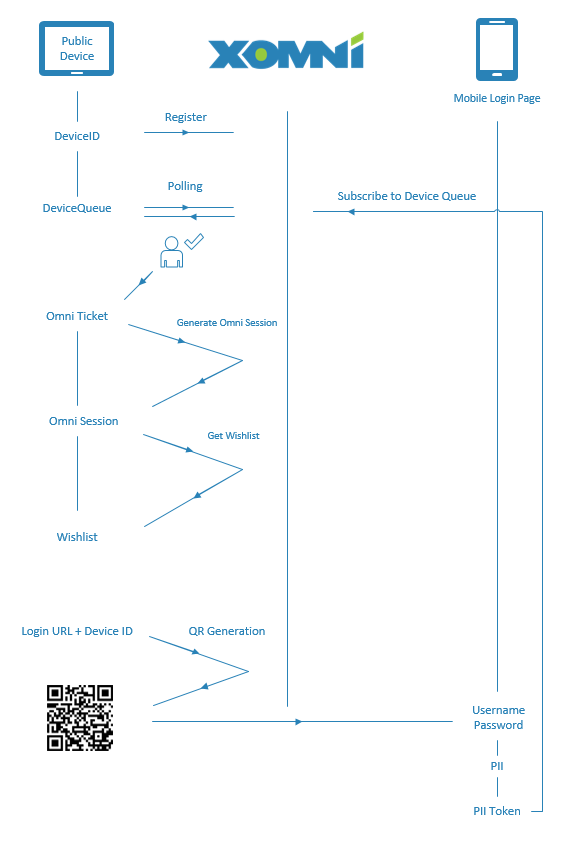 Public
Device
XOMNI
Mobile Login Page
Register
DeviceID
Polling
DeviceQueue
Subscribe to Device Queue
Omni Ticket
Generate Omni Session
Omni Session
Get Wishlist
Wishlist
Login URL + Device ID
QR Generation
Username
Password
PII
PII Token